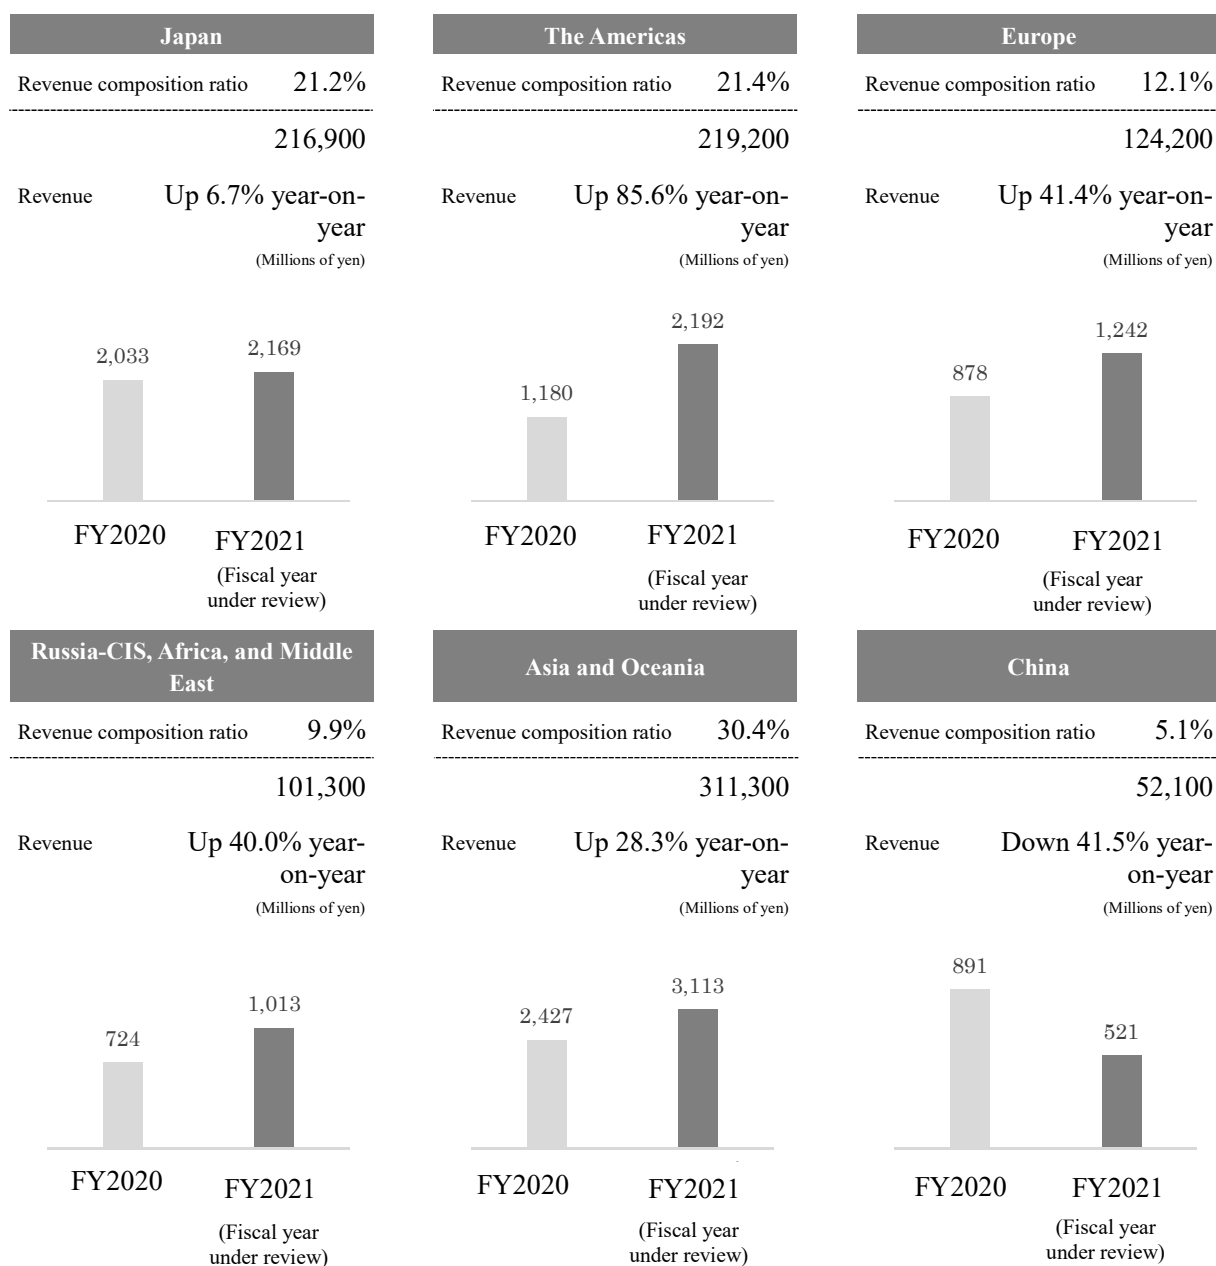 Japan
Revenue composition ratio 21.2%
216,900
Revenue Up 6.7% year-on-
year
(Millions of yen)
2,033
2,169
FY2020
FY2021
(Fiscal year
under review)
The Americas
Revenue composition ratio 21.4%
219,200
Revenue Up 85.6% year-on-
year
(Millions of yen)
1,180
2,192
FY2020
FY2021
(Fiscal year
under review)
Europe
Revenue composition ratio 12.1%
124,200
Revenue Up 41.4% year-on-
year
(Millions of yen)
878
1,242
FY2020
FY2021
(Fiscal year
under review)
Russia-CIS, Africa, and Middle
East
Revenue composition ratio 9.9%
101,300
Revenue Up 40.0% year-
on-year
(Millions of yen)
724
1,013
FY2020
FY2021
(Fiscal year
under review)
Asia and Oceania
Revenue composition ratio 30.4%
311,300
Revenue Up 28.3% year-on-
year
(Millions of yen)
2,427
3,113
FY2020
FY2021
(Fiscal year
under review)
China
Revenue composition ratio 5.1%
52,100
Revenue Down 41.5% year-
on-year
(Millions of yen)
891
521
FY2020
FY2021
(Fiscal year
under review)